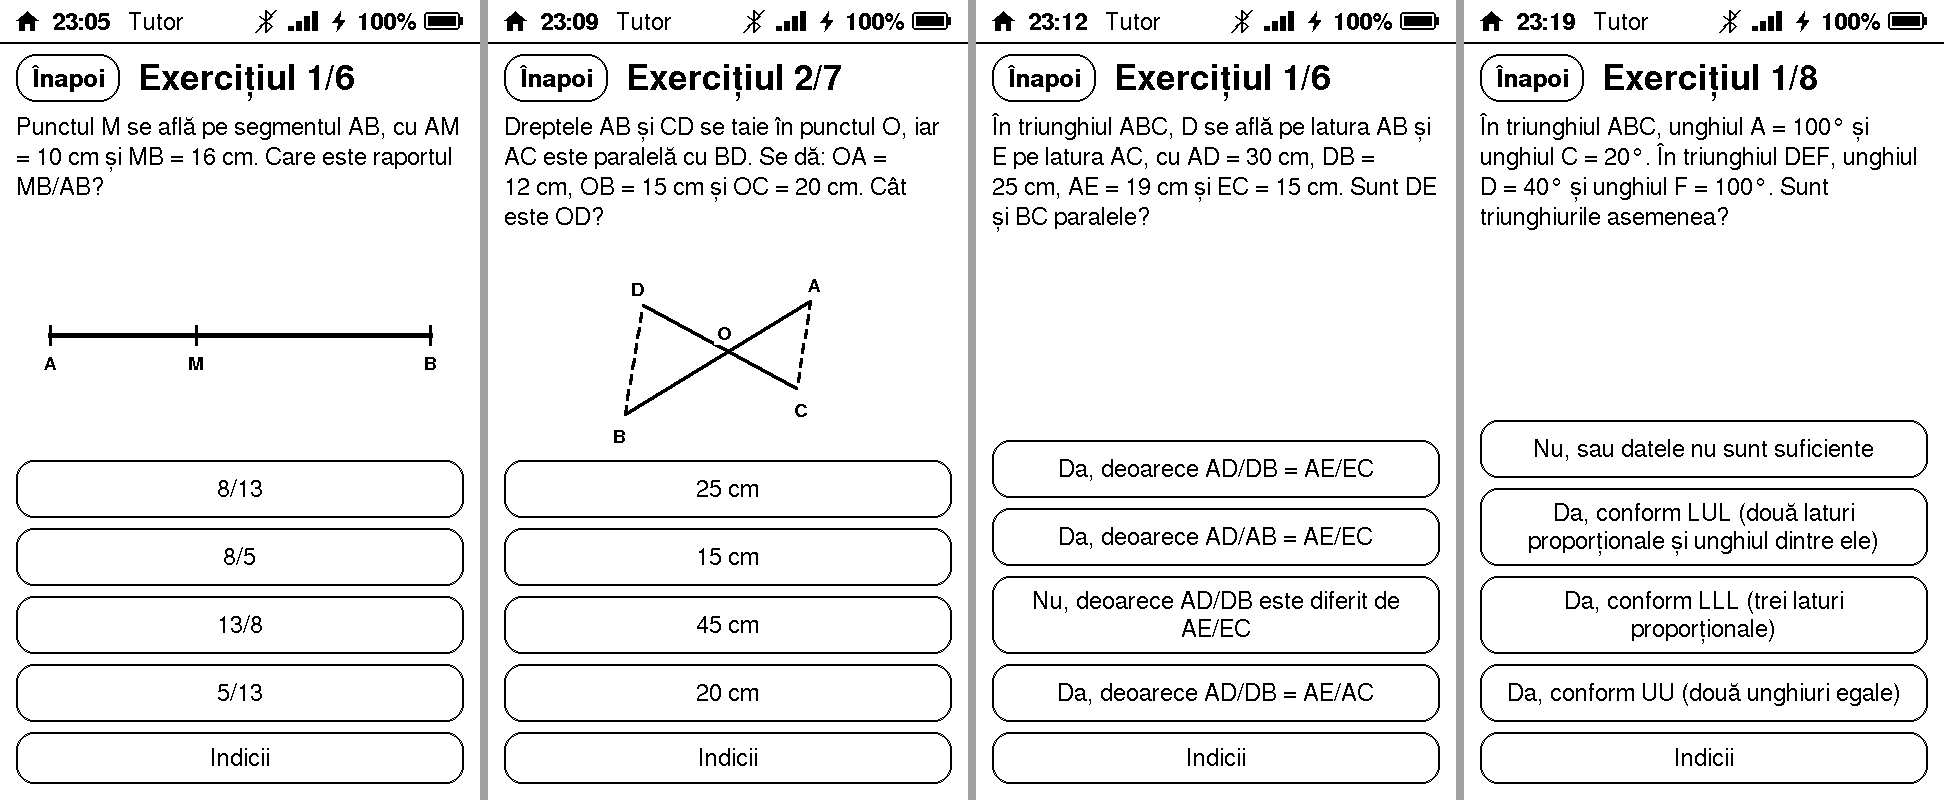 23:05 Tutor 100%
Înapoi Exercițiul 1/6
Punctul M se află pe segmentul AB, cu AM
= 10 cm și MB = 16 cm. Care este raportul
MB/AB?
A M B
8/13
8/5
13/8
5/13
Indicii
23:09 Tutor 100%
Înapoi Exercițiul 2/7
Dreptele AB și CD se taie în punctul O, iar
AC este paralelă cu BD. Se dă: OA =
12 cm, OB = 15 cm și OC = 20 cm. Cât
este OD?
D A
O
C
B
25 cm
15 cm
45 cm
20 cm
Indicii
23:12 Tutor 100%
Înapoi Exercițiul 1/6
În triunghiul ABC, D se află pe latura AB și
E pe latura AC, cu AD = 30 cm, DB =
25 cm, AE = 19 cm și EC = 15 cm. Sunt DE
și BC paralele?
Da, deoarece AD/DB = AE/EC
Da, deoarece AD/AB = AE/EC
Nu, deoarece AD/DB este diferit de
AE/EC
Da, deoarece AD/DB = AE/AC
Indicii
23:19 Tutor 100%
Înapoi Exercițiul 1/8
În triunghiul ABC, unghiul A = 100° și
unghiul C = 20°. În triunghiul DEF, unghiul
D = 40° și unghiul F = 100°. Sunt
triunghiurile asemenea?
Nu, sau datele nu sunt suficiente
Da, conform LUL (două laturi
proporționale și unghiul dintre ele)
Da, conform LLL (trei laturi
proporționale)
Da, conform UU (două unghiuri egale)
Indicii